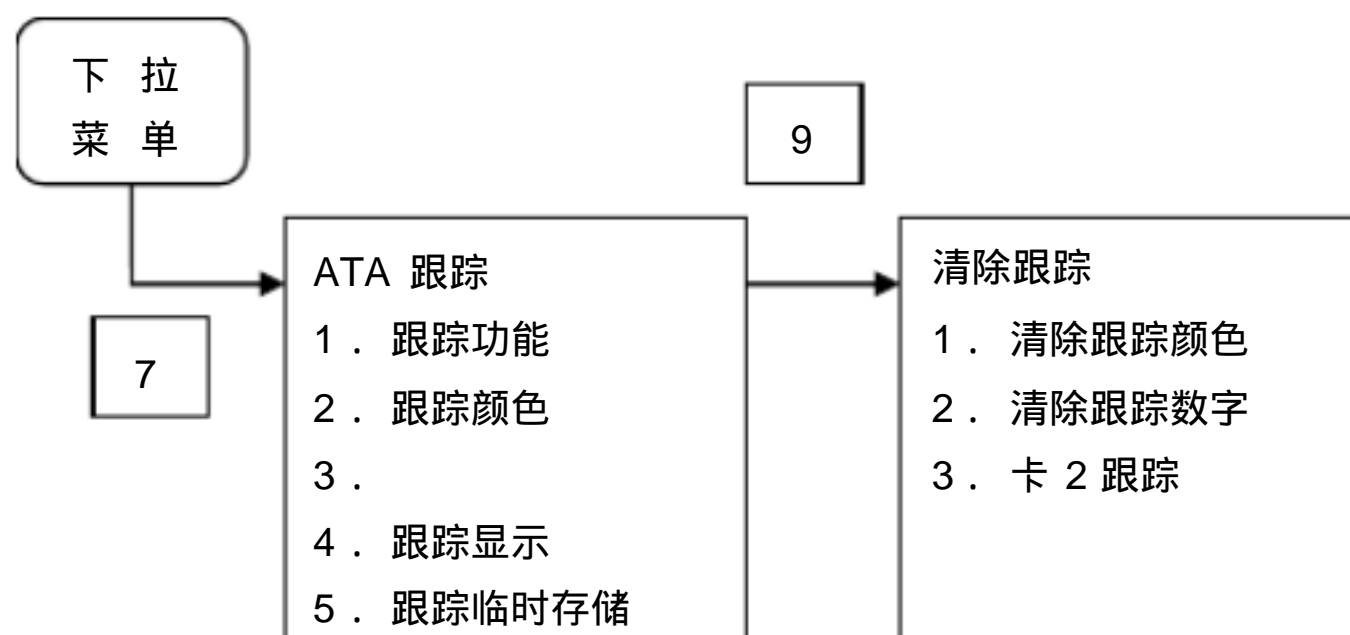 下 拉
菜 单
9
7
ATA 跟踪
1． 跟踪功能
2． 跟踪颜色
3．
4． 跟踪显示
5． 跟踪临时存储
清除跟踪
1． 清除跟踪颜色
2． 清除跟踪数字
3． 卡 2 跟踪